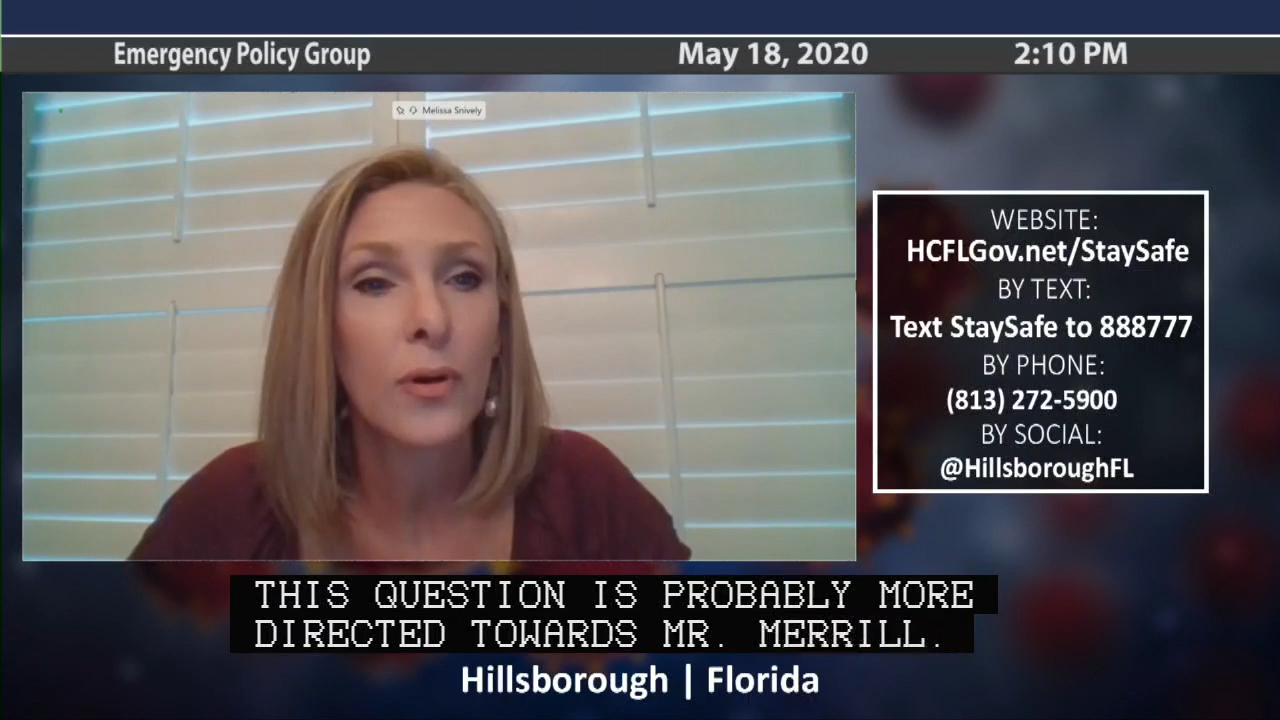 Emergency Policy Group May 18, 2020 2:10 PM
Melissa Snively
WEBSITE:
HCFLGov.net/StaySafe
BY TEXT:
Text StaySafe to 888777
BY PHONE:
(813) 272-5900
BY SOCIAL:
@HillsboroughFL
THIS QUESTION IS PROBABLY MORE
DIRECTED TOWARDS MR. MERRILL.
Hillsborough | Florida